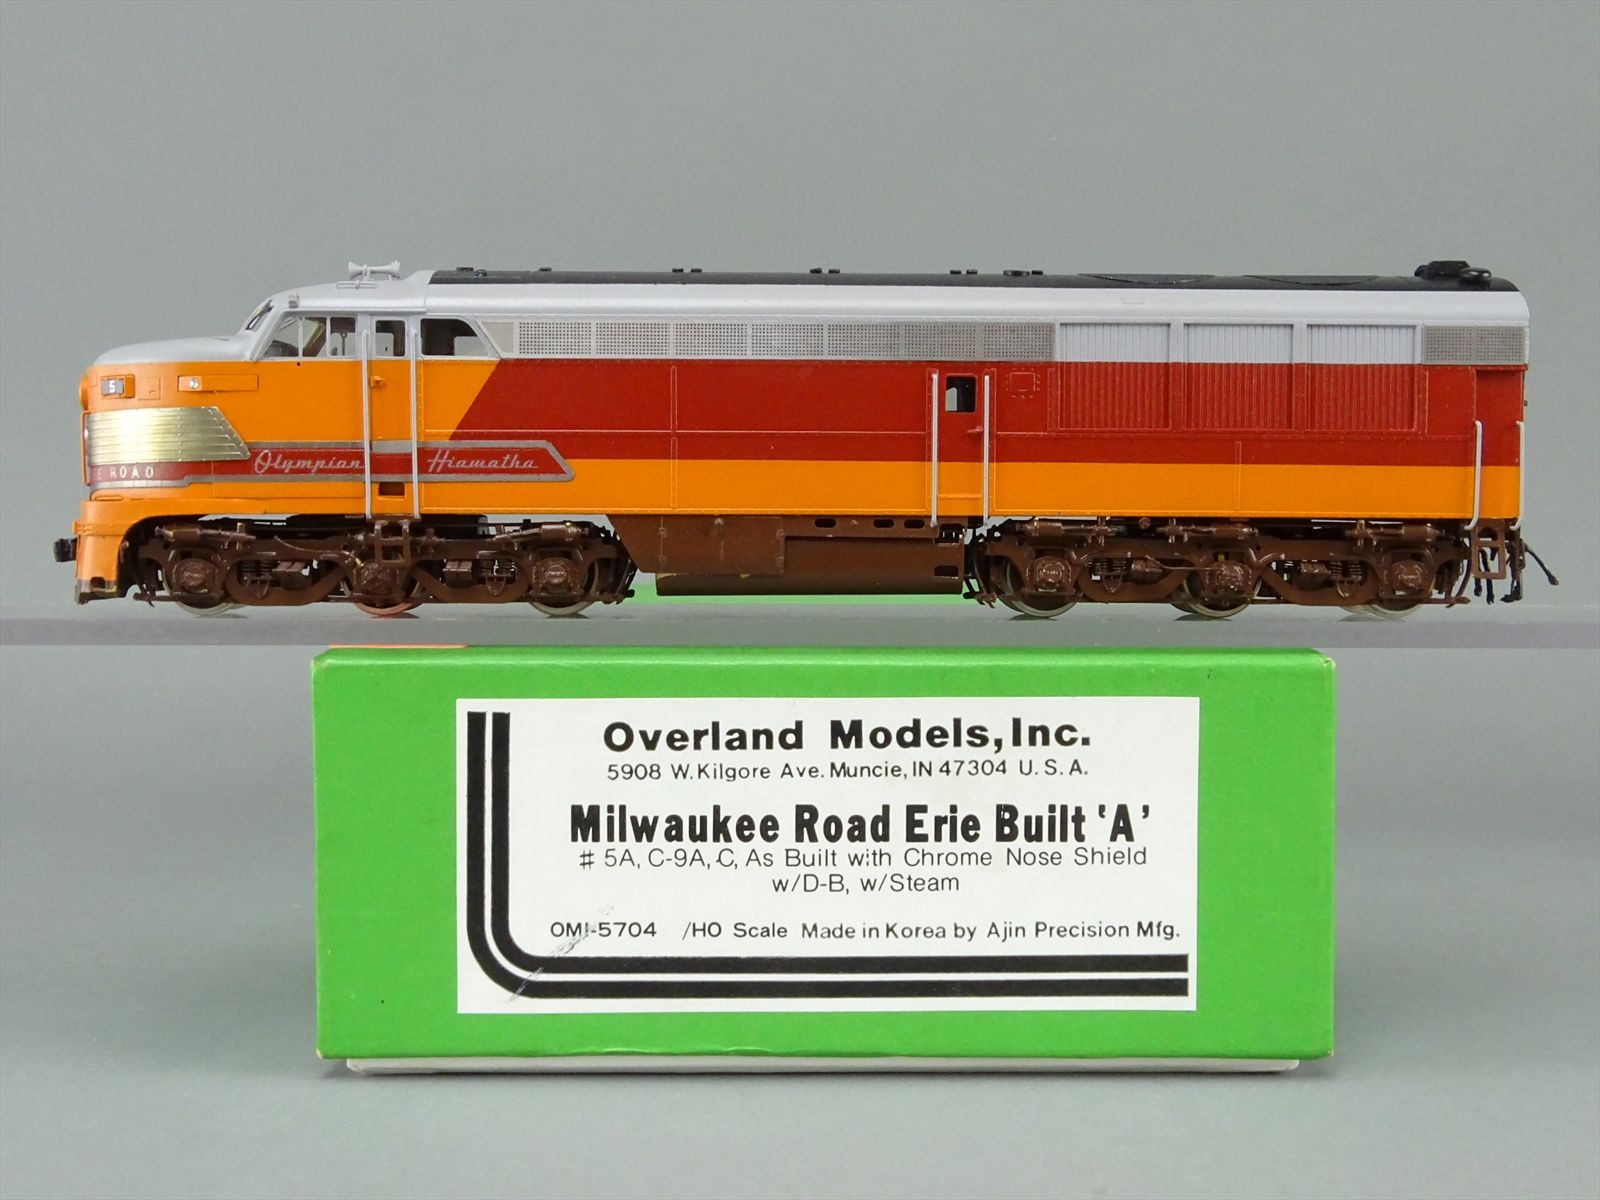 5
E ROAD
Olympian Hiawatha
Overland Models, Inc.
5908 W. Kilgore Ave. Muncie, IN 47304 U.S.A.
Milwaukee Road Erie Built 'A'
# 5A, C-9A, C, As Built with Chrome Nose Shield
w/D-B, w/Steam
OMI-5704 /HO Scale Made in Korea by Ajin Precision Mfg.